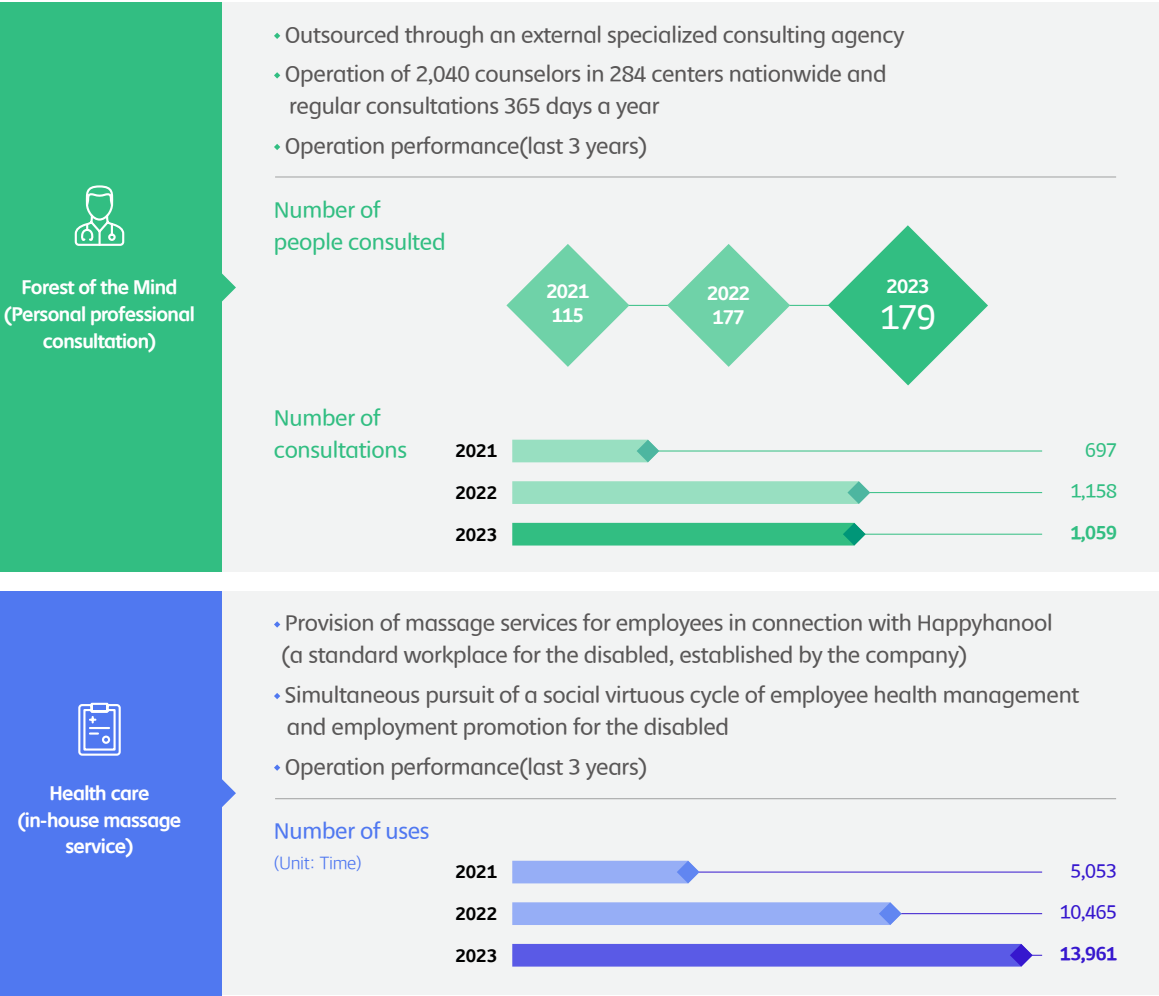 Forest of the Mind
(Personal professional
consultation)
• Outsourced through an external specialized consulting agency
• Operation of 2,040 counselors in 284 centers nationwide and
regular consultations 365 days a year
• Operation performance(last 3 years)
Number of
people consulted
2021
115
2022
177
2023
179
Number of
consultations
2021 697
2022 1,158
2023 1,059
Health care
(in-house massage
service)
• Provision of massage services for employees in connection with Happyhanool
(a standard workplace for the disabled, established by the company)
• Simultaneous pursuit of a social virtuous cycle of employee health management
and employment promotion for the disabled
• Operation performance(last 3 years)
Number of uses
(Unit: Time)
2021 5,053
2022 10,465
2023 13,961